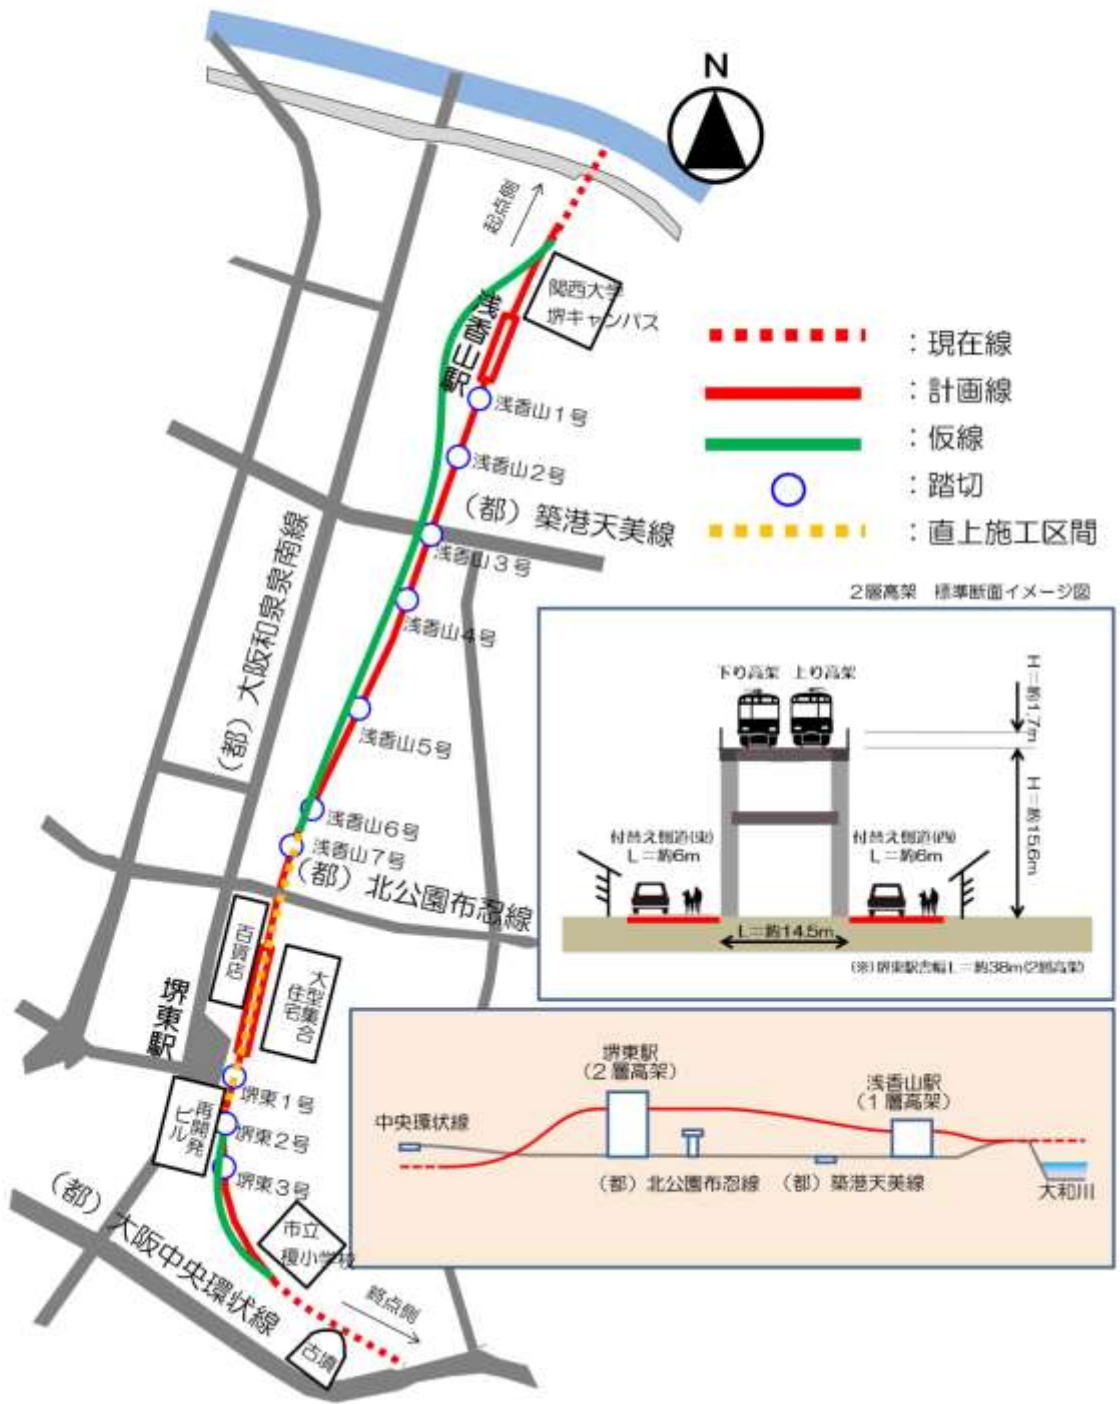 N
起点側
関西大学
堺キャンパス
浅香山駅
浅香山1号
浅香山2号
(都)築港天美線
浅香山3号
浅香山4号
(都)大阪和泉泉南線
浅香山5号
浅香山6号
浅香山7号
(都)北公園布忍線
百貨店
大型集合
住宅
堺東駅
堺東1号
再開発
ビル
堺東2号
堺東3号
市立
榎小学校
(都)大阪中央環状線
終点側
古墳
:現在線
:計画線
:仮線
:踏切
:直上施工区間
2層高架 標準断面イメージ図
下り高架 上り高架
H=約1.7m
H=約15.6m
付替え側道(東)
L=約6m
付替え側道(西)
L=約6m
L=約14.5m
(※)堺東駅舎幅L=約38m(2層高架)
堺東駅
(2層高架)
浅香山駅
(1層高架)
中央環状線
(都)北公園布忍線
(都)築港天美線
大和川